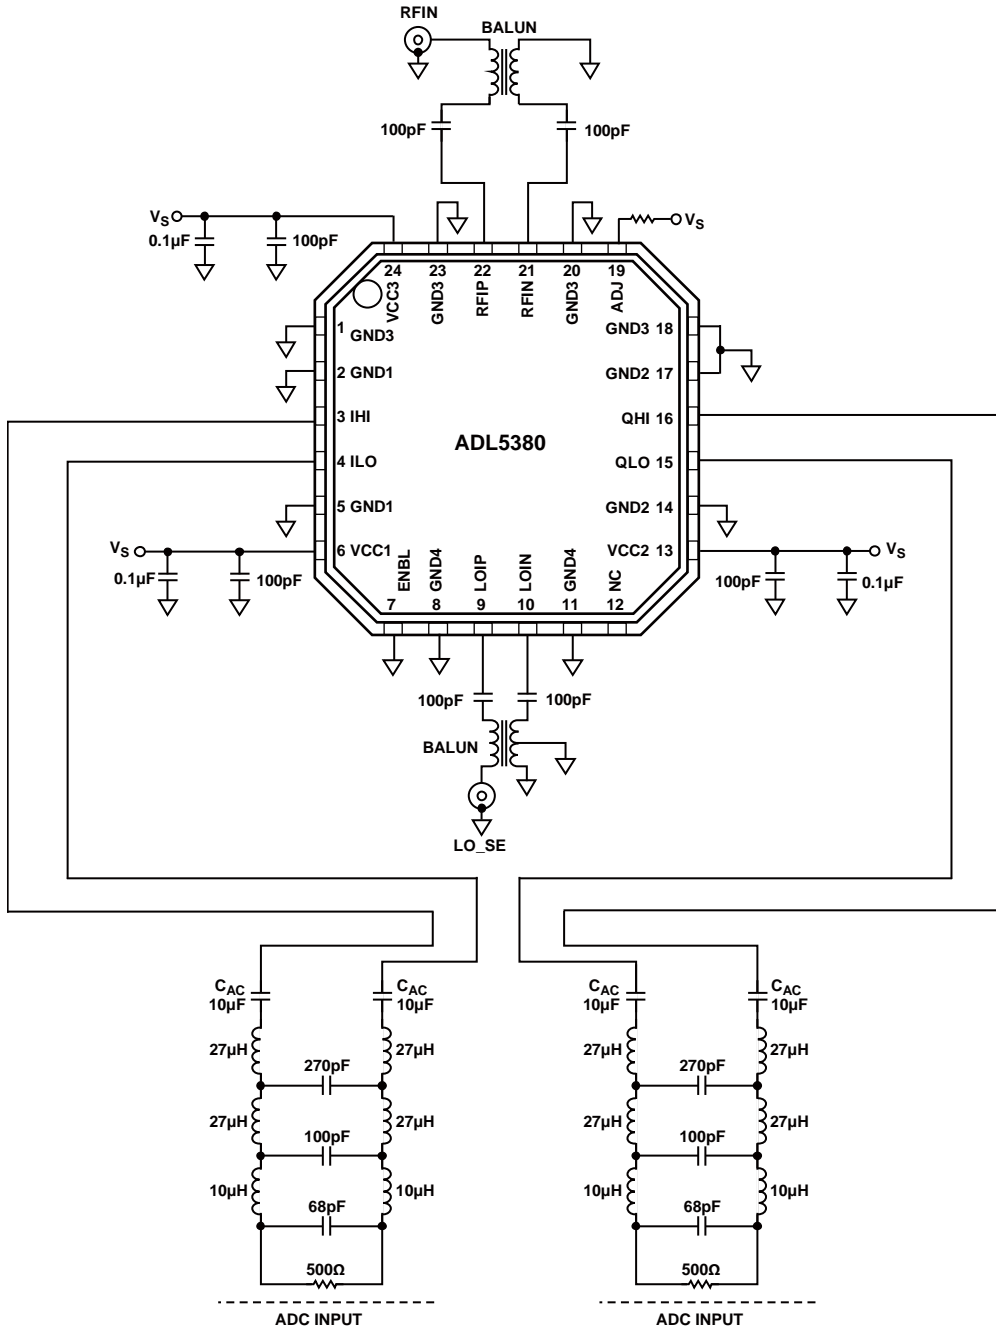 RFIN
BALUN
100pF
100pF
VS
0.1µF
100pF
VS
24
23
22
21
20
19
VCC3
GND3
RFIP
RFIN
GND3
ADJ
1 GND3
GND3 18
2 GND1
GND2 17
3 IHI
QHI 16
ADL5380
4 ILO
QLO 15
5 GND1
GND2 14
VS
6 VCC1
VCC2 13
VS
0.1µF
100pF
100pF
0.1µF
ENBL
GND4
LOIP
LOIN
GND4
NC
7
8
9
10
11
12
100pF
100pF
BALUN
LO_SE
CAC
10µF
CAC
10µF
CAC
10µF
CAC
10µF
27µH
27µH
27µH
27µH
270pF
270pF
27µH
27µH
27µH
27µH
100pF
100pF
10µH
10µH
10µH
10µH
68pF
68pF
500Ω
500Ω
ADC INPUT
ADC INPUT